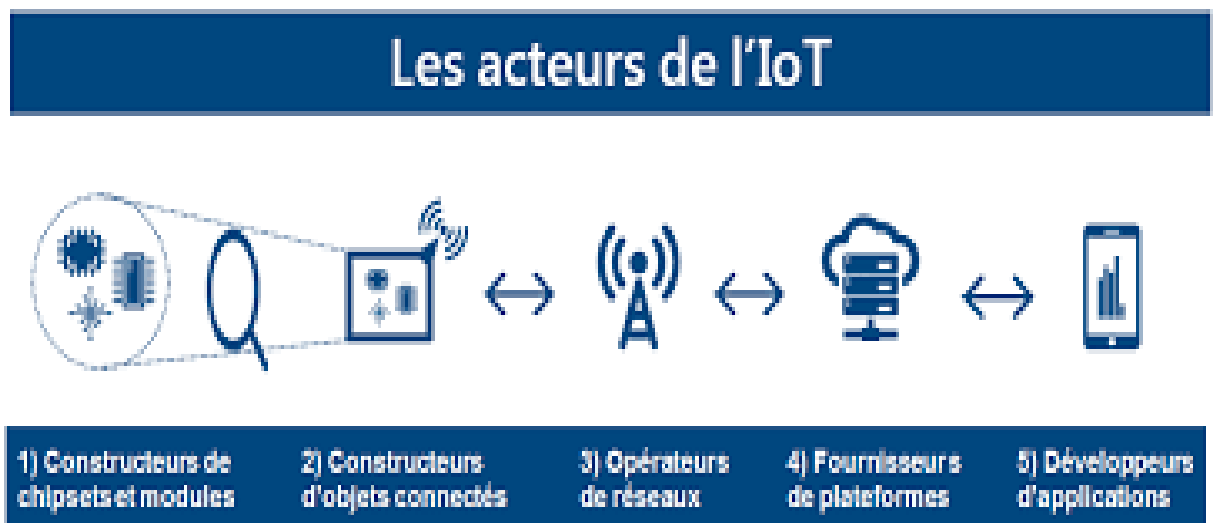 Les acteurs de l'IoT
1) Constructeurs de
chipsets et modules
2) Constructeurs
d'objets connectés
3) Opérateurs
de réseaux
4) Fournisseurs
de plateformes
5) Développeurs
d'applications